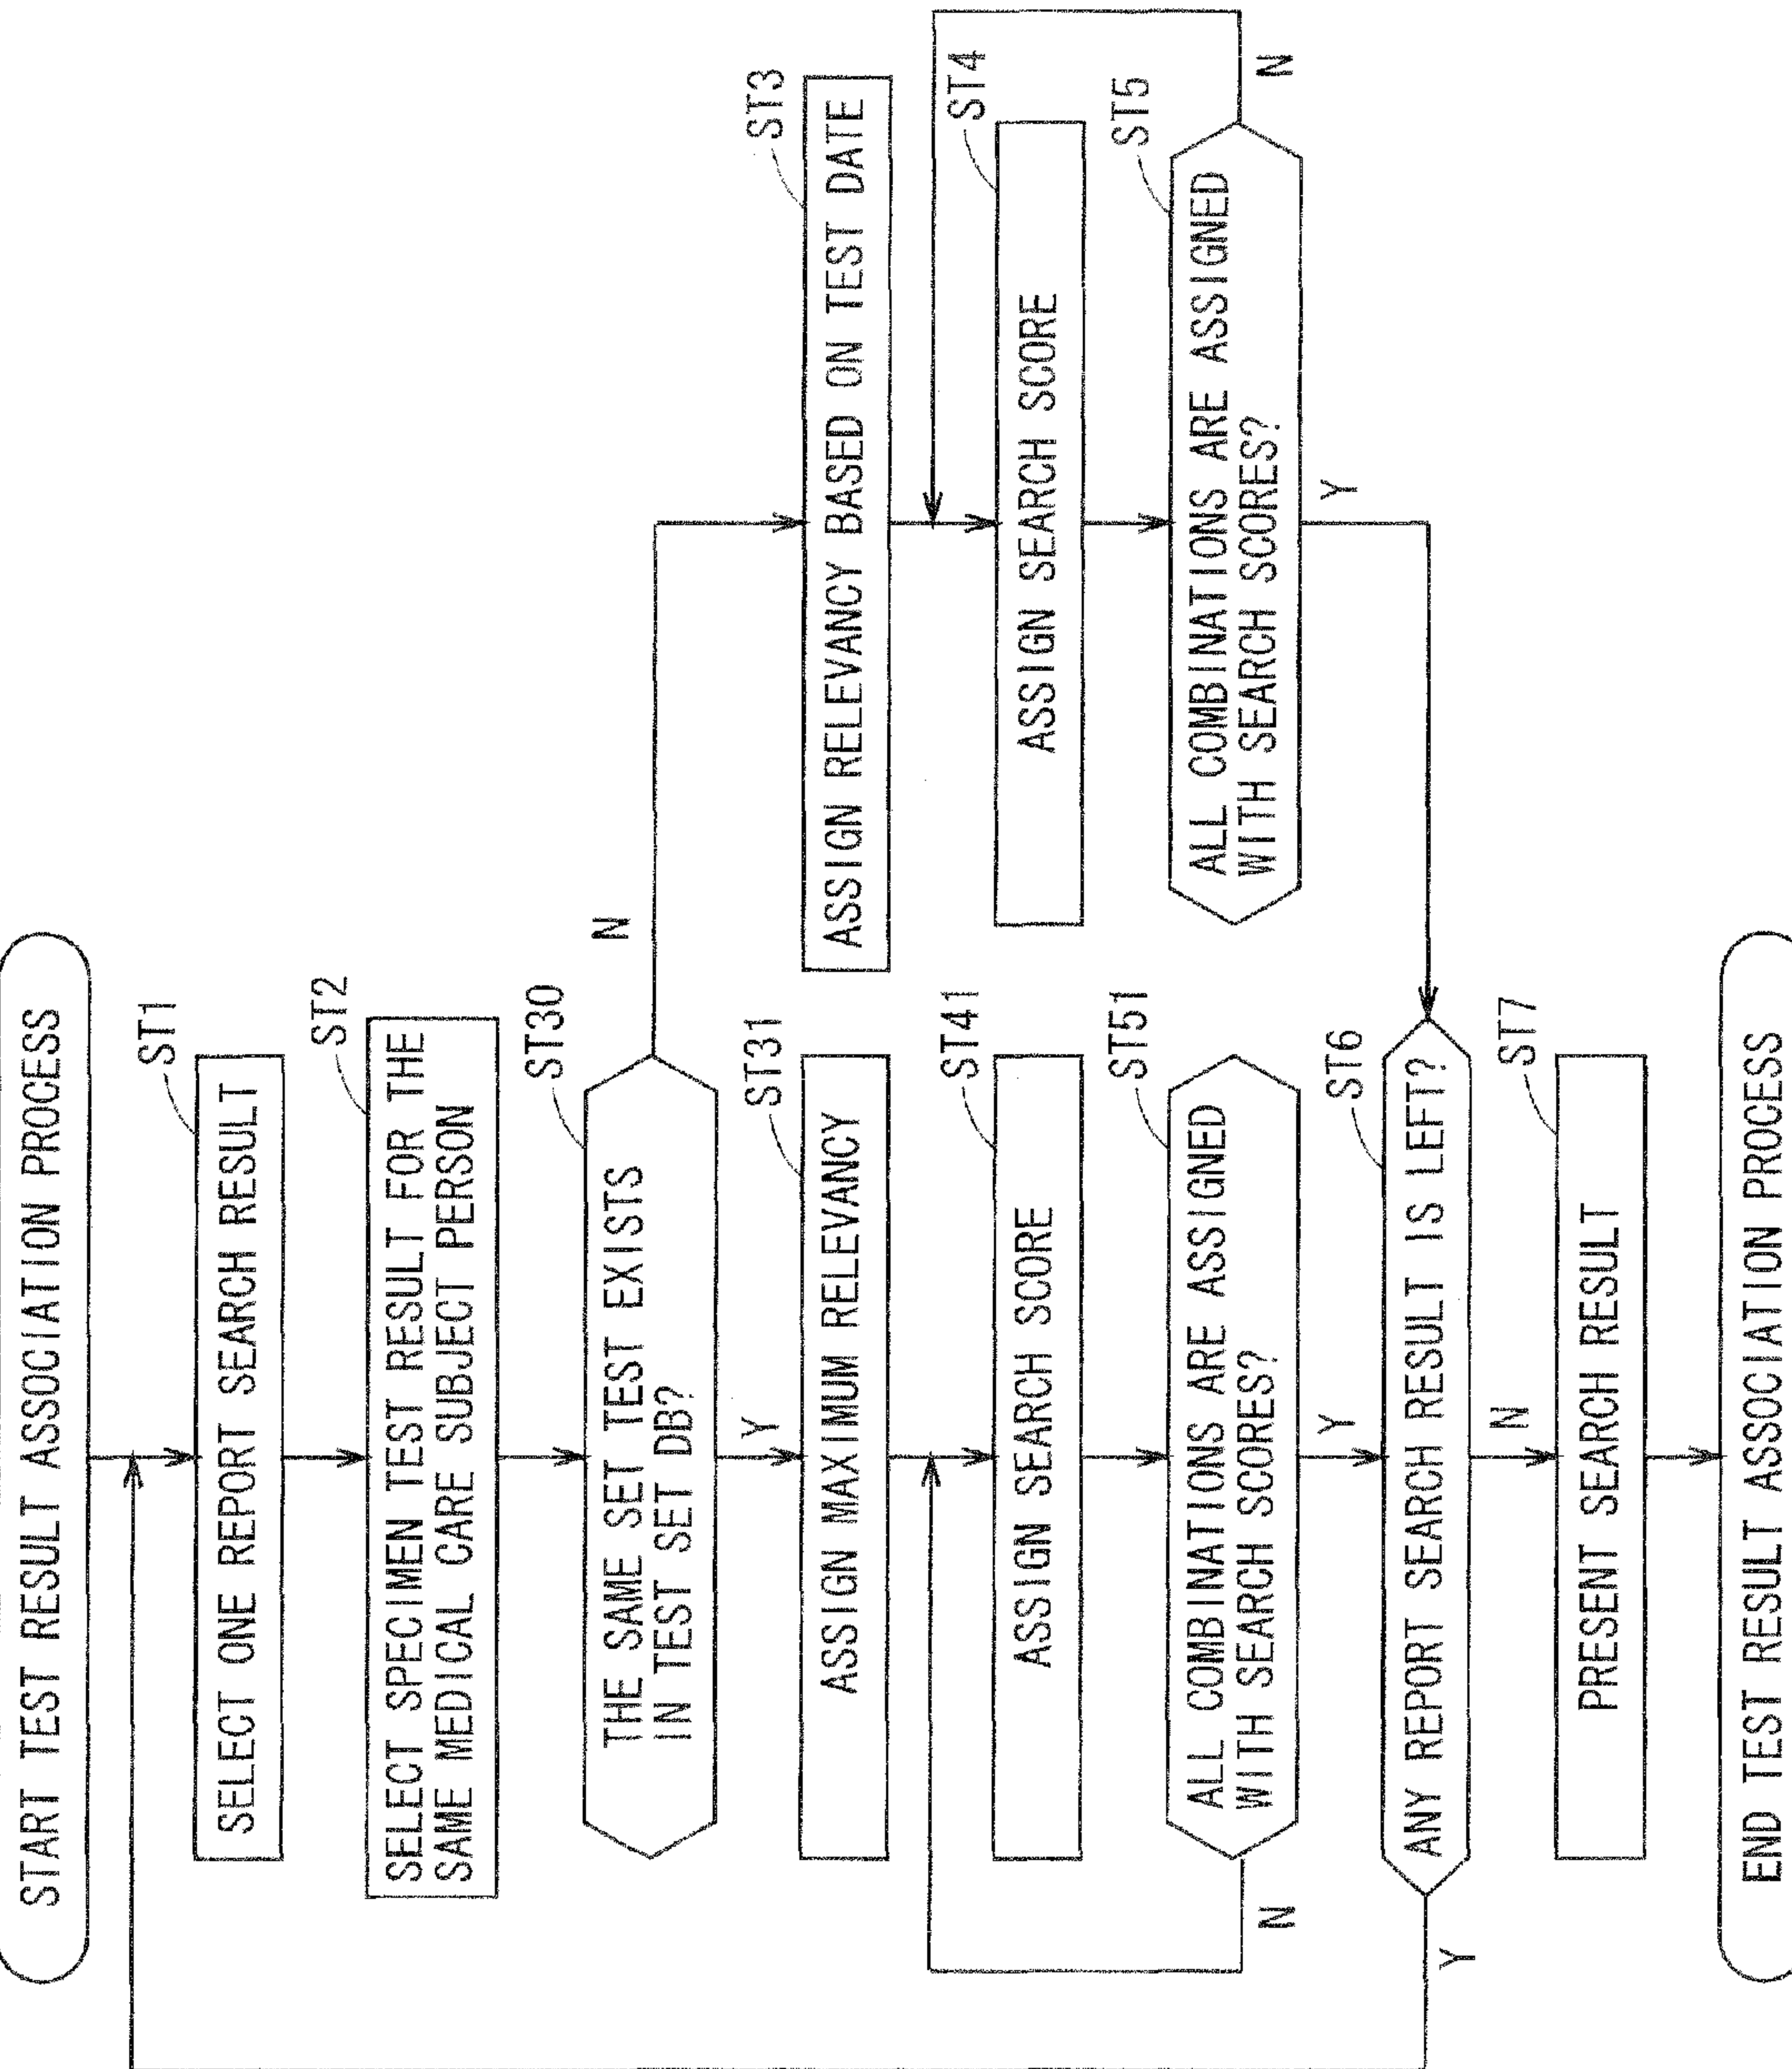 START TEST RESULT ASSOCIATION PROCESS
ST1
SELECT ONE REPORT SEARCH RESULT
ST2
SELECT SPECIMEN TEST RESULT FOR THE
SAME MEDICAL CARE SUBJECT PERSON
ST30
THE SAME SET TEST EXISTS
IN TEST SET DB?
N
Y
ST31
ASSIGN MAXIMUM RELEVANCY
ST41
ASSIGN SEARCH SCORE
ST51
ALL COMBINATIONS ARE ASSIGNED
WITH SEARCH SCORES?
N
Y
ST3
ASSIGN RELEVANCY BASED ON TEST DATE
ST4
ASSIGN SEARCH SCORE
ST5
ALL COMBINATIONS ARE ASSIGNED
WITH SEARCH SCORES?
N
Y
ST6
ANY REPORT SEARCH RESULT IS LEFT?
Y
N
ST7
PRESENT SEARCH RESULT
END TEST RESULT ASSOCIATION PROCESS